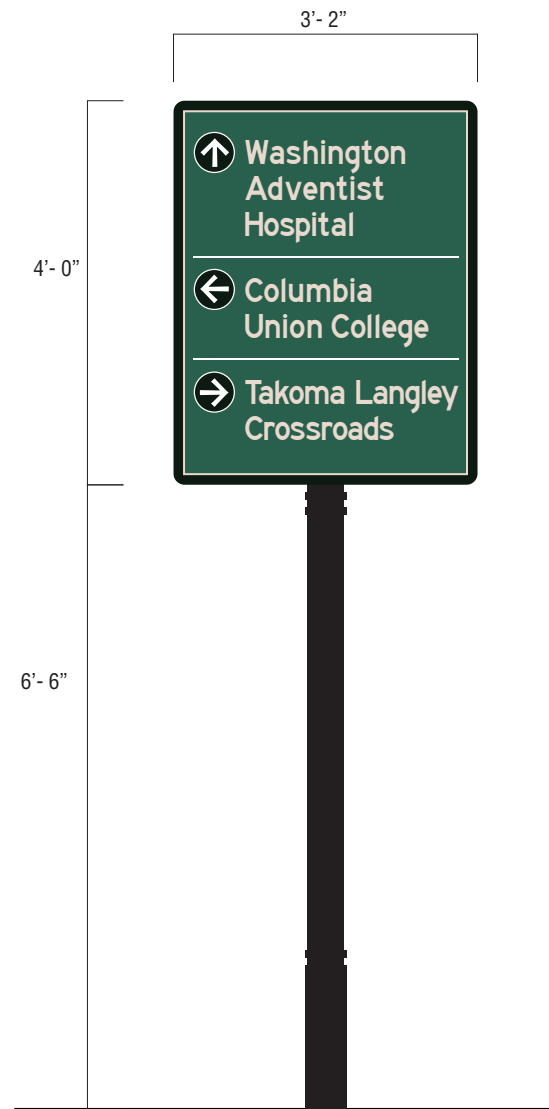 3’- 2”
Washington
Adventist
Hospital
4’- 0”
Columbia
Union College
Takoma Langley
Crossroads
6’- 6”